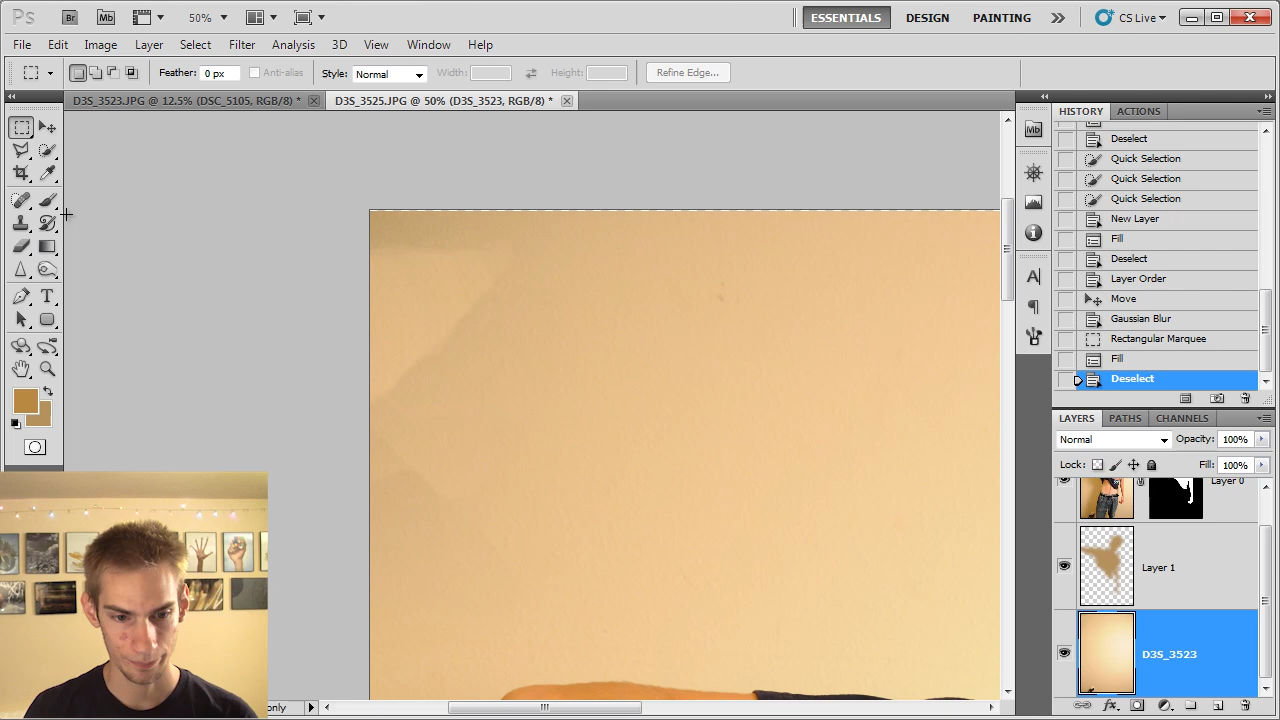 Ps Br Mb 50% ESSENTIALS DESIGN PAINTING CS Live
File Edit Image Layer Select Filter Analysis 3D View Window Help
Feather: 0 px Anti-alias Style: Normal Width: Height: Refine Edge...
D3S_3523.JPG @ 12.5% (DSC_5105, RGB/8) * D3S_3525.JPG @ 50% (D3S_3523, RGB/8) *
HISTORY ACTIONS
Mb
Deselect
Quick Selection
Quick Selection
Quick Selection
New Layer
Fill
Deselect
Layer Order
Move
Gaussian Blur
Rectangular Marquee
Fill
Deselect
LAYERS PATHS CHANNELS
Normal Opacity: 100%
Lock: Fill: 100%
Layer 0
Layer 1
D3S_3523
only